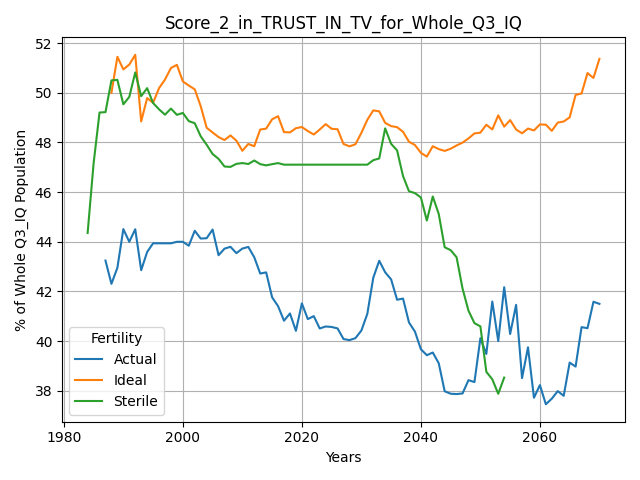 Score_2_in_TRUST_IN_TV_for_Whole_Q3_IQ
% of Whole Q3_IQ Population
52
50
48
46
44
42
40
38
Fertility
Actual
Ideal
Sterile
1980
2000
2020
2040
2060
Years